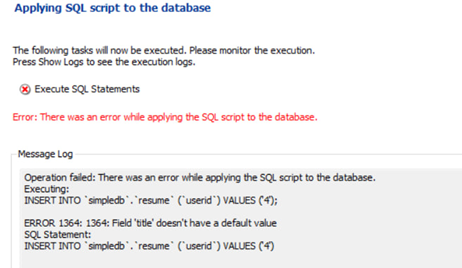 Applying SQL script to the database
The following tasks will now be executed. Please monitor the execution.
Press Show Logs to see the execution logs.
Execute SQL Statements
Error: There was an error while applying the SQL script to the database.
Message Log
Operation failed: There was an error while applying the SQL script to the database.
Executing:
INSERT INTO `simpledb`.`resume` (`userid`) VALUES ('4');
ERROR 1364: 1364: Field 'title' doesn't have a default value
SQL Statement:
INSERT INTO `simpledb`.`resume` (`userid`) VALUES ('4')